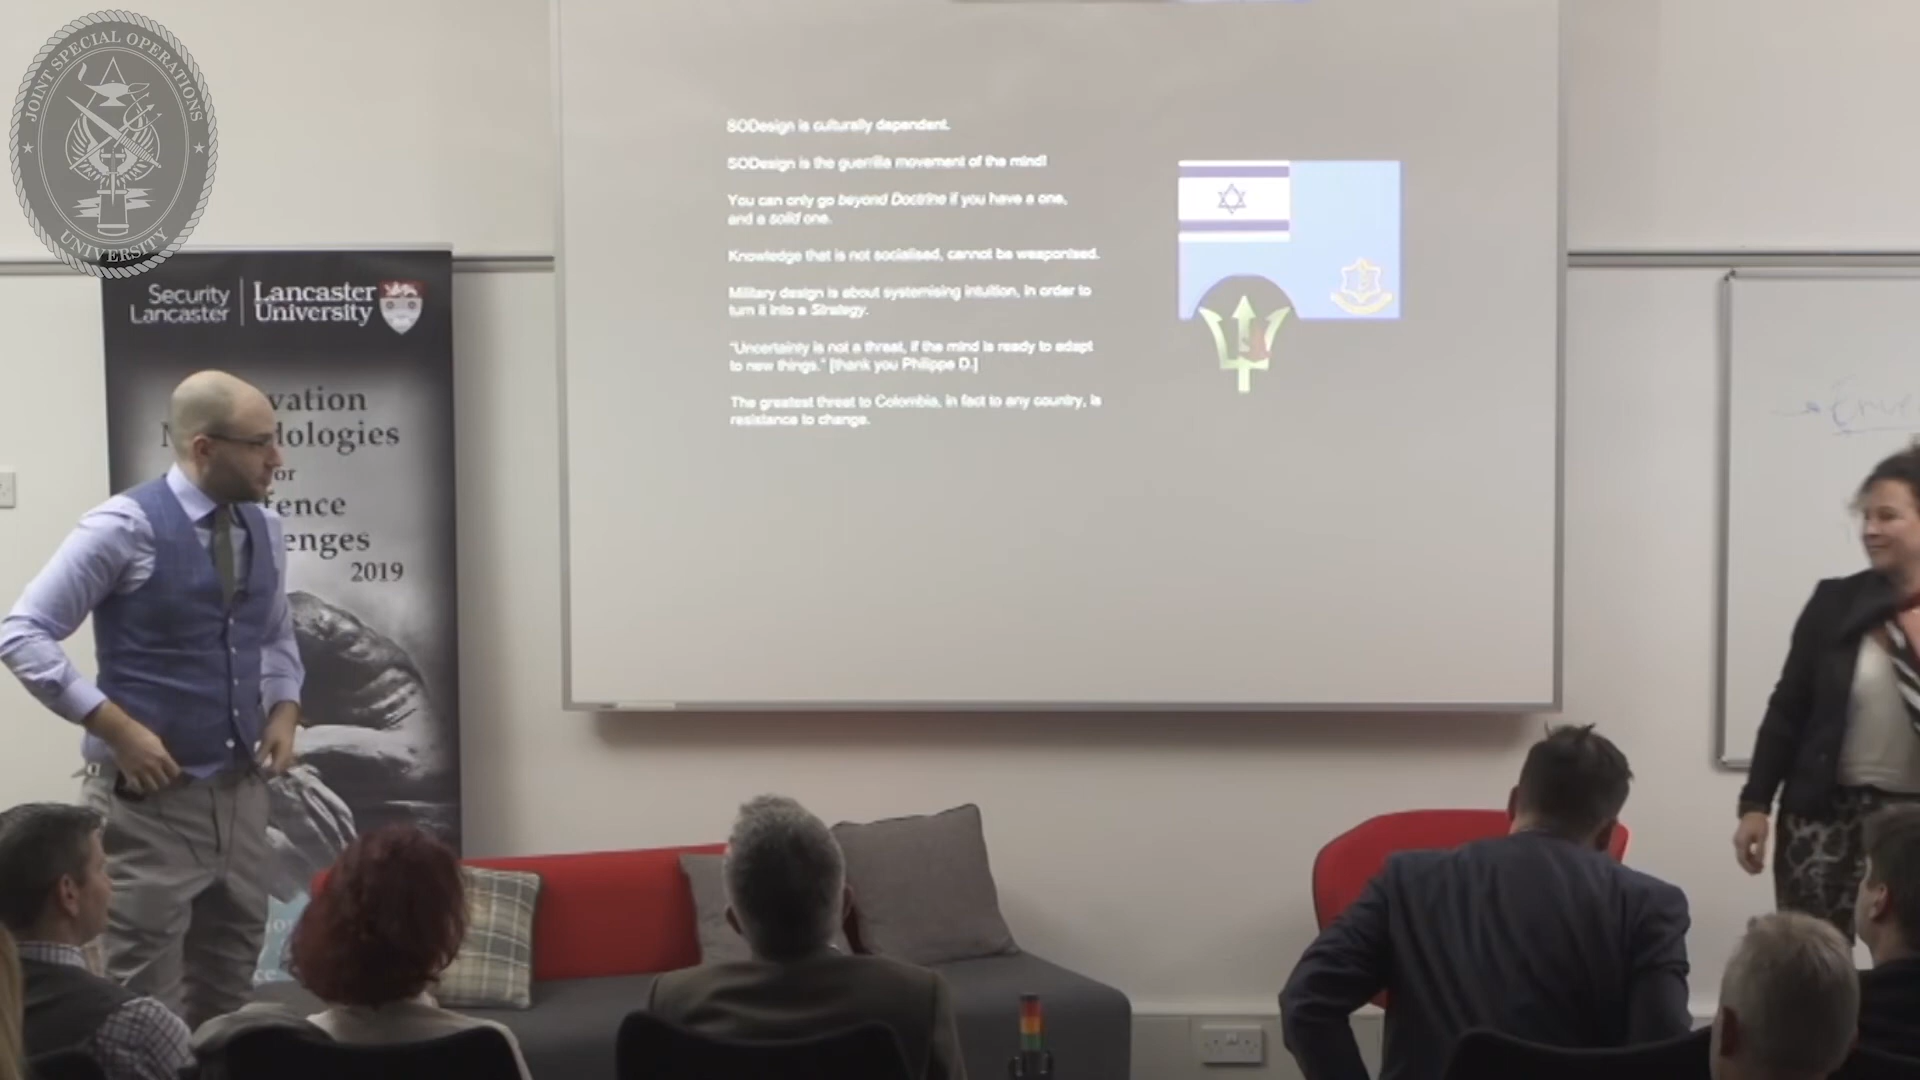 JOINT SPECIAL OPERATIONS
UNIVERSITY
Security
Lancaster
Lancaster
University
vation
dologies
or
fence
enges
2019
SODesign is culturally dependent.
SODesign is the guerrilla movement of the mind!
You can only go beyond Doctrine if you have a one,
and a solid one.
Knowledge that is not socialised, cannot be weaponised.
Military design is about systemising intuition, in order to
turn it into a Strategy.
"Uncertainty is not a threat, if the mind is ready to adapt
to new things." [thank you Philippe D.]
The greatest threat to Colombia, in fact to any country, is
resistance to change.